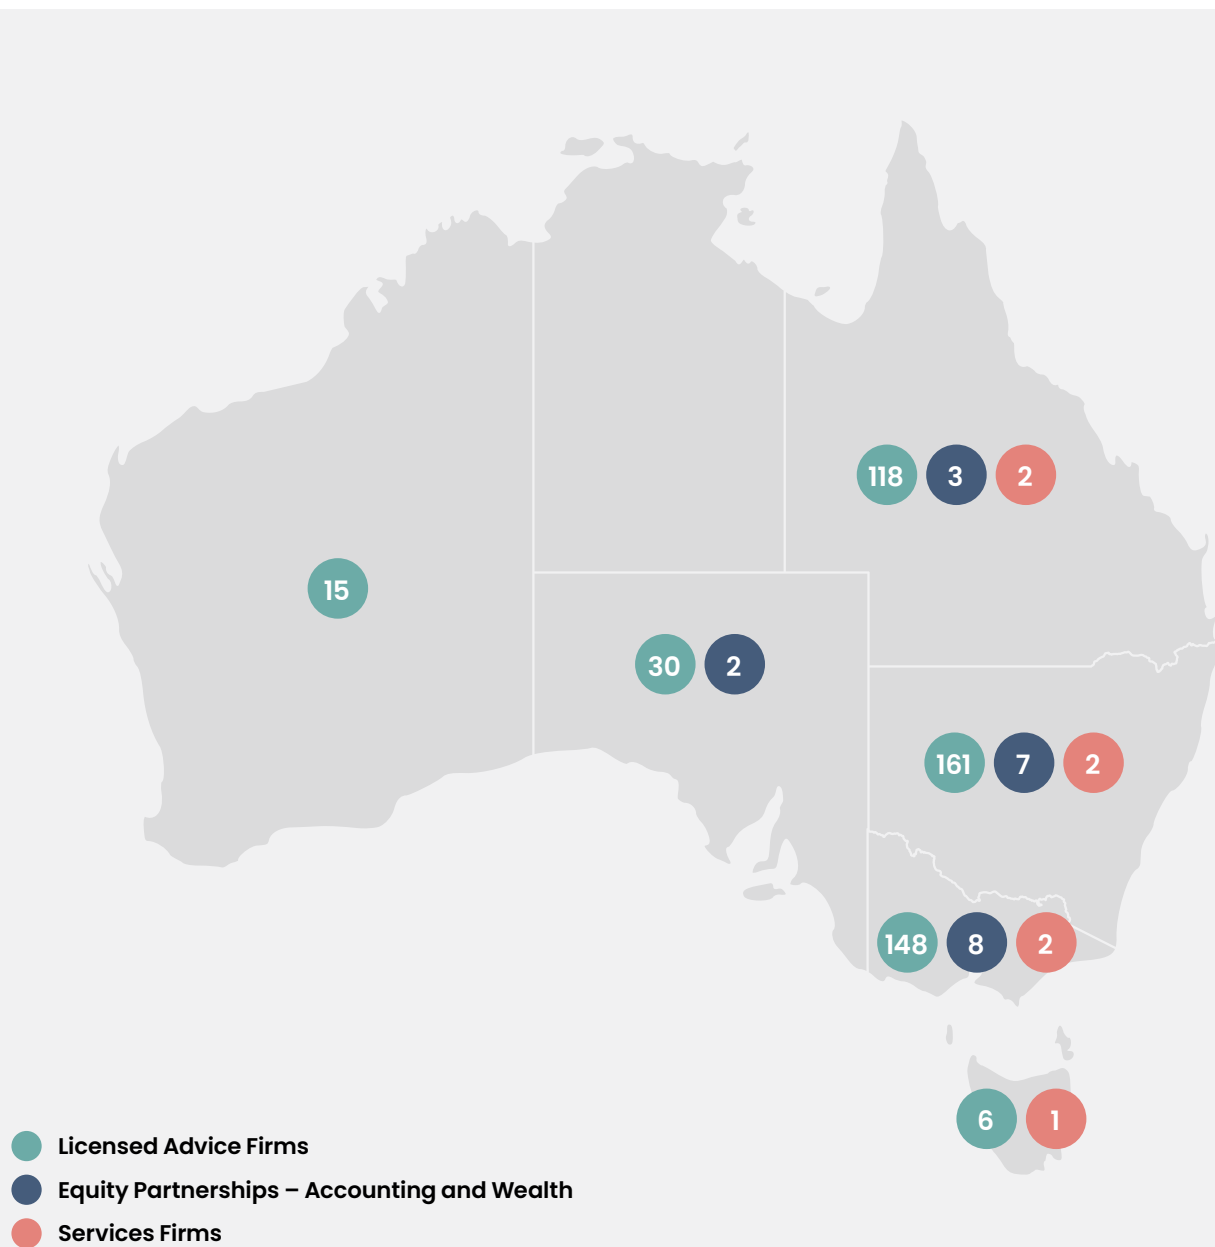 118 3 2
15
30 2
161 7 2
148 8 2
6 1
Licensed Advice Firms
Equity Partnerships – Accounting and Wealth
Services Firms